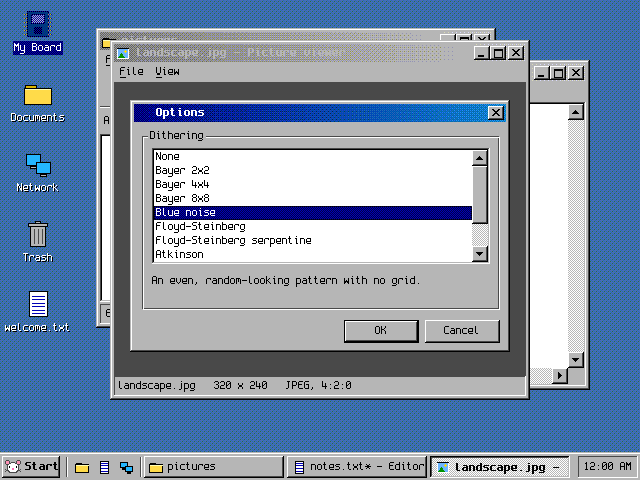 My Board
Documents
Network
Trash
welcome.txt
pictures
landscape.jpg - Picture Viewer
File View
Options
Dithering
None
Bayer 2x2
Bayer 4x4
Bayer 8x8
Blue noise
Floyd-Steinberg
Floyd-Steinberg serpentine
Atkinson
An even, random-looking pattern with no grid.
OK Cancel
landscape.jpg 320 x 240 JPEG, 4:2:0
Start pictures notes.txt* - Editor landscape.jpg - 12:00 AM